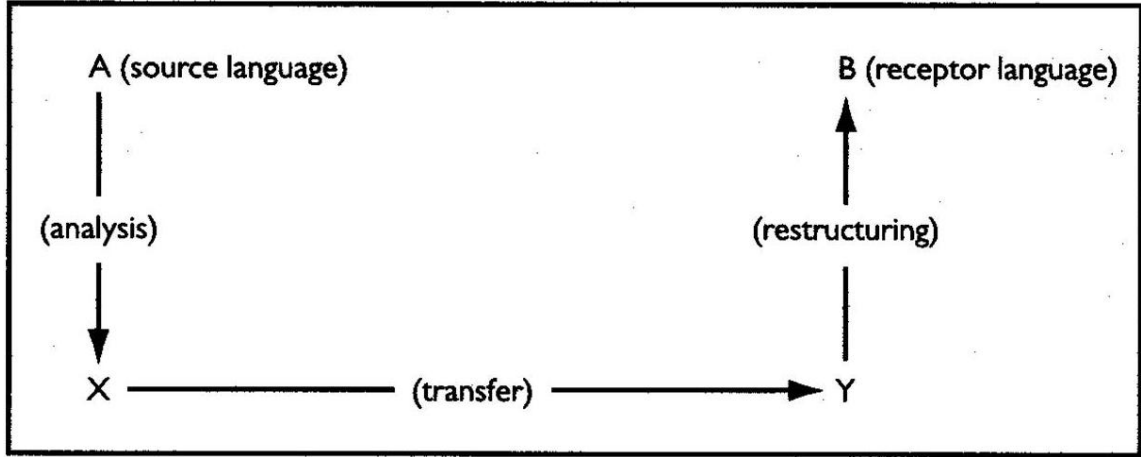 A (source language)
B (receptor language)
(analysis)
(restructuring)
X
(transfer)
Y